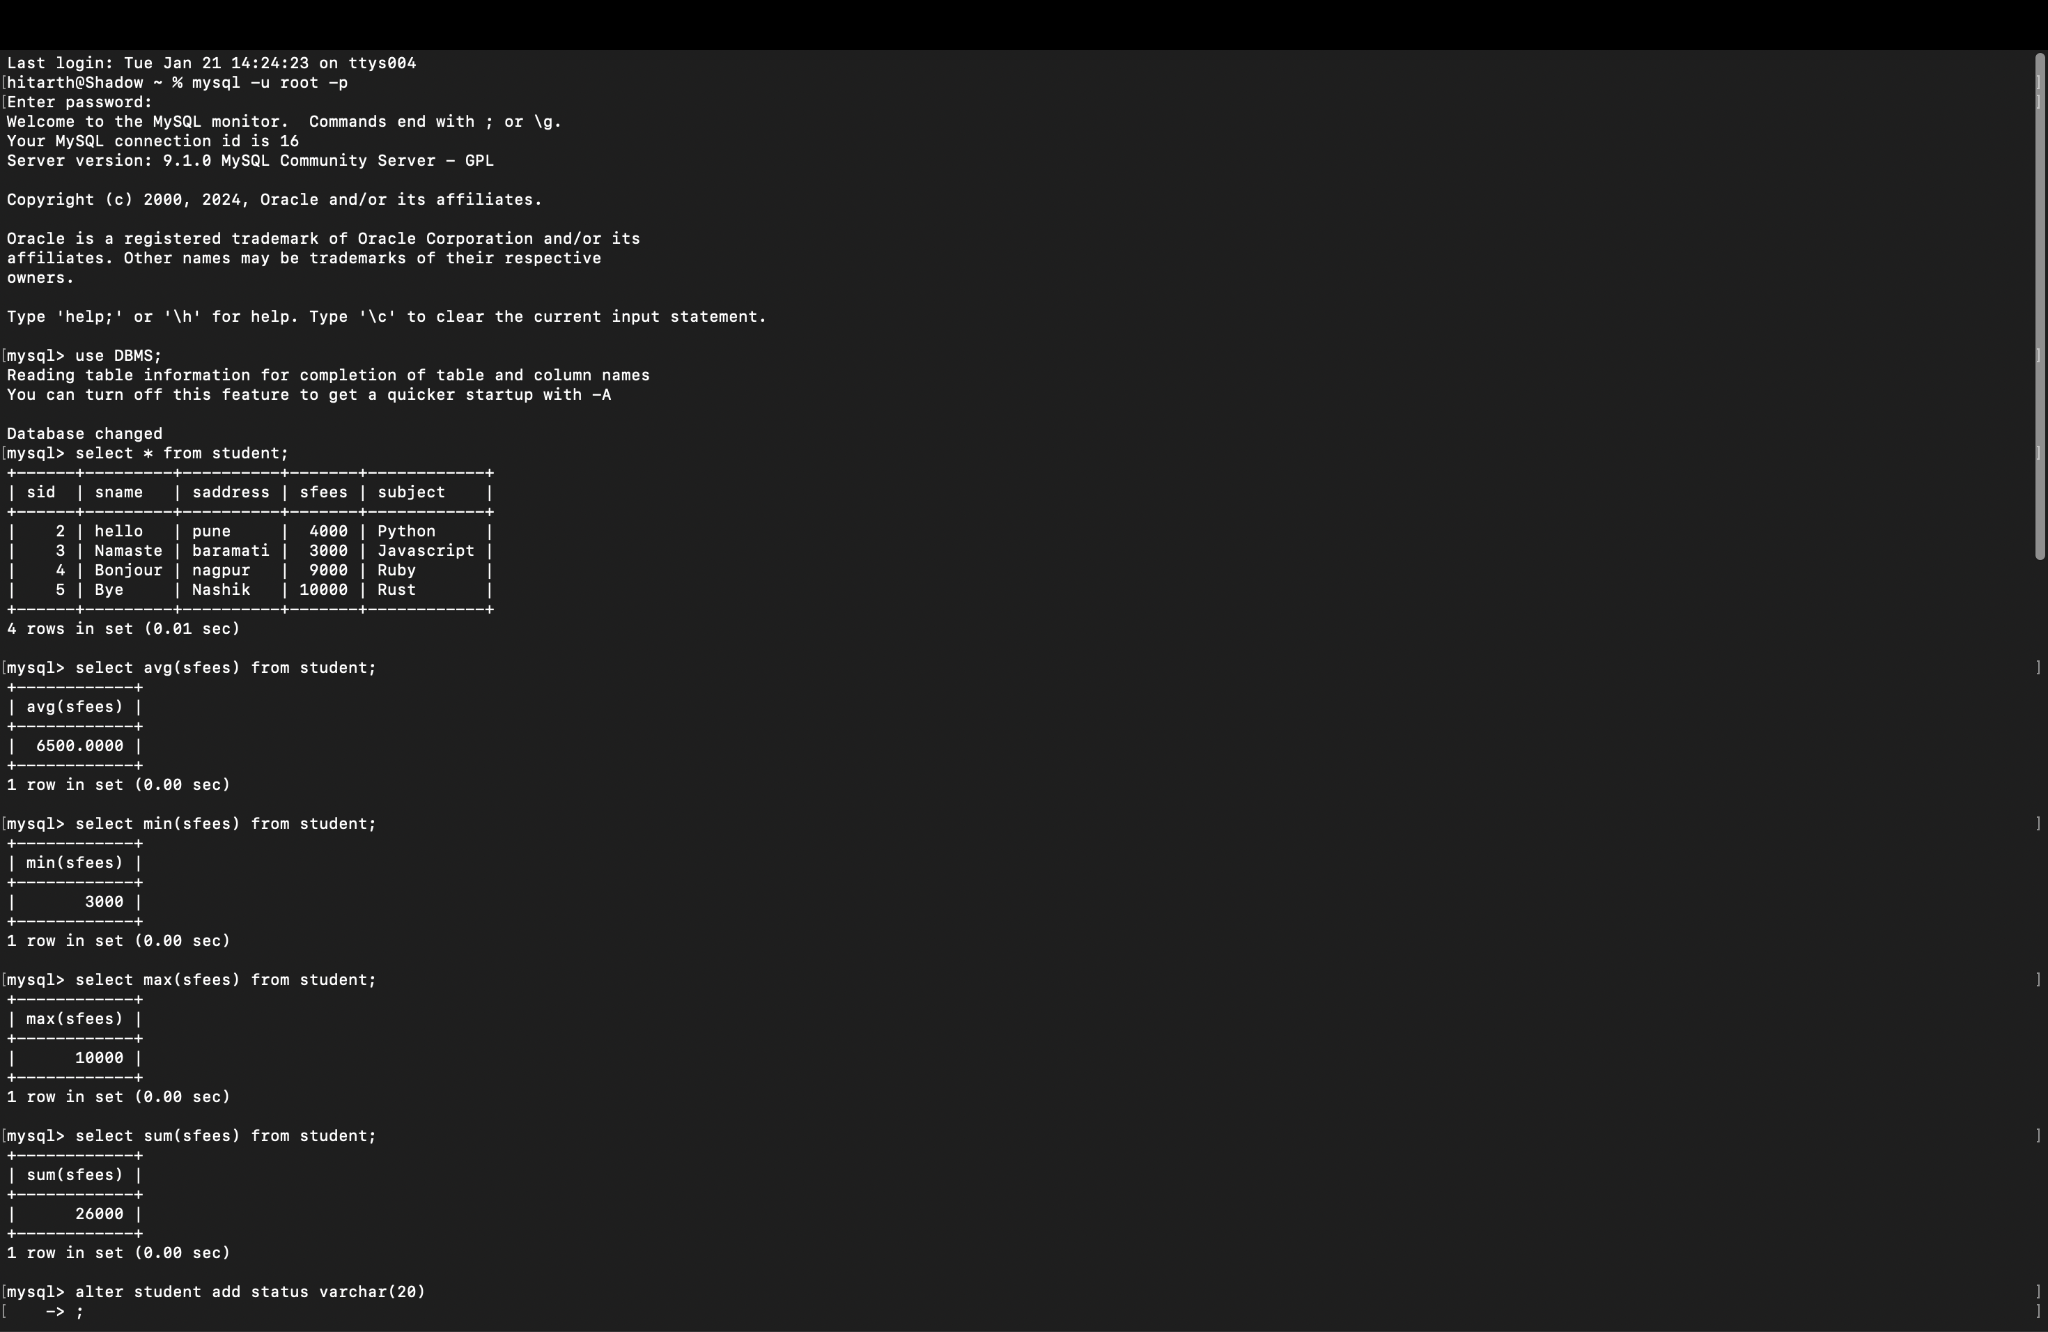 Last login: Tue Jan 21 14:24:23 on ttys004
[hitarth@Shadow ~ % mysql -u root -p ]
[Enter password: ]
Welcome to the MySQL monitor.  Commands end with ; or \g.
Your MySQL connection id is 16
Server version: 9.1.0 MySQL Community Server - GPL

Copyright (c) 2000, 2024, Oracle and/or its affiliates.

Oracle is a registered trademark of Oracle Corporation and/or its
affiliates. Other names may be trademarks of their respective
owners.

Type 'help;' or '\h' for help. Type '\c' to clear the current input statement.

[mysql> use DBMS; ]
Reading table information for completion of table and column names
You can turn off this feature to get a quicker startup with -A

Database changed
[mysql> select * from student; ]
+------+---------+----------+-------+------------+
| sid  | sname   | saddress | sfees | subject    |
+------+---------+----------+-------+------------+
|    2 | hello   | pune     |  4000 | Python     |
|    3 | Namaste | baramati |  3000 | Javascript |
|    4 | Bonjour | nagpur   |  9000 | Ruby       |
|    5 | Bye     | Nashik   | 10000 | Rust       |
+------+---------+----------+-------+------------+
4 rows in set (0.01 sec)

[mysql> select avg(sfees) from student; ]
+------------+
| avg(sfees) |
+------------+
|  6500.0000 |
+------------+
1 row in set (0.00 sec)

[mysql> select min(sfees) from student; ]
+------------+
| min(sfees) |
+------------+
|       3000 |
+------------+
1 row in set (0.00 sec)

[mysql> select max(sfees) from student; ]
+------------+
| max(sfees) |
+------------+
|      10000 |
+------------+
1 row in set (0.00 sec)

[mysql> select sum(sfees) from student; ]
+------------+
| sum(sfees) |
+------------+
|      26000 |
+------------+
1 row in set (0.00 sec)

[mysql> alter student add status varchar(20) ]
[    -> ; ]